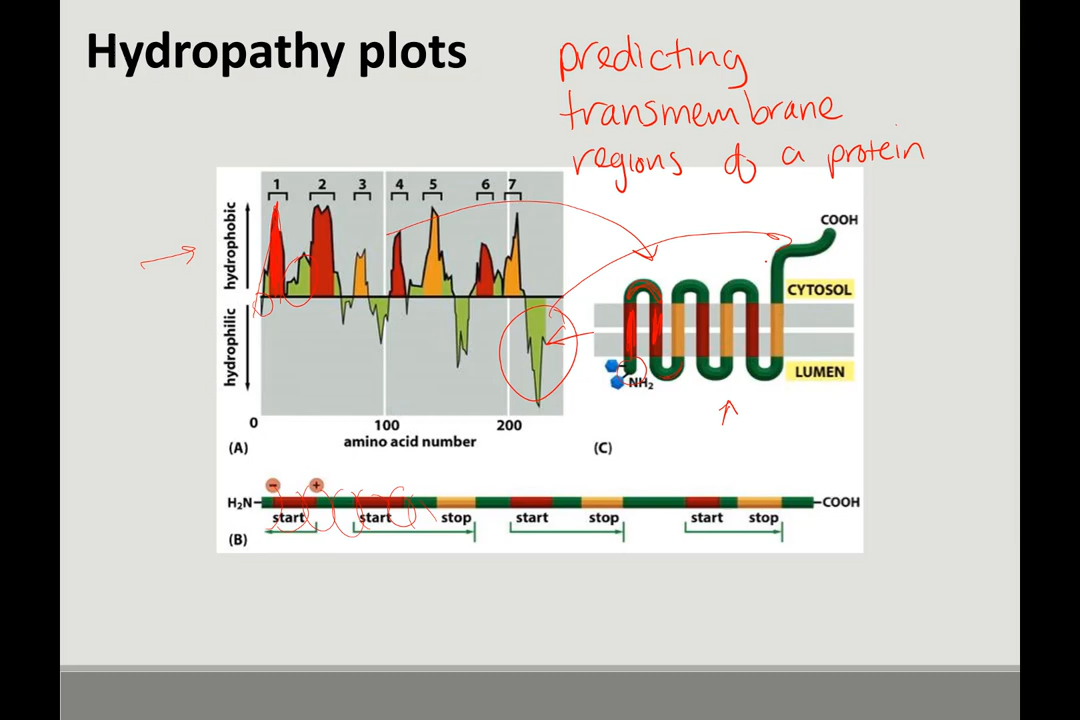 Hydropathy plots
predicting
transmembrane
regions of a protein
1 2 3 4 5 6 7
hydrophobic
hydrophilic
0 100 200
amino acid number
(A)
COOH
CYTOSOL
LUMEN
NH2
(C)
− +
H2N
COOH
start start stop start stop start stop
(B)